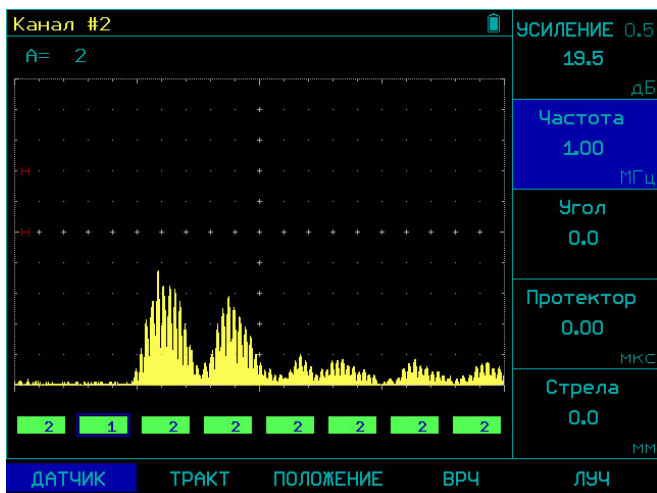 Канал #2
A= 2
УСИЛЕНИЕ 0.5
19.5
дБ
Частота
1.00
МГц
Угол
0.0
Протектор
0.00
мкс
Стрела
0.0
мм
2 1 2 2 2 2 2 2
ДАТЧИК ТРАКТ ПОЛОЖЕНИЕ ВРЧ ЛУЧ